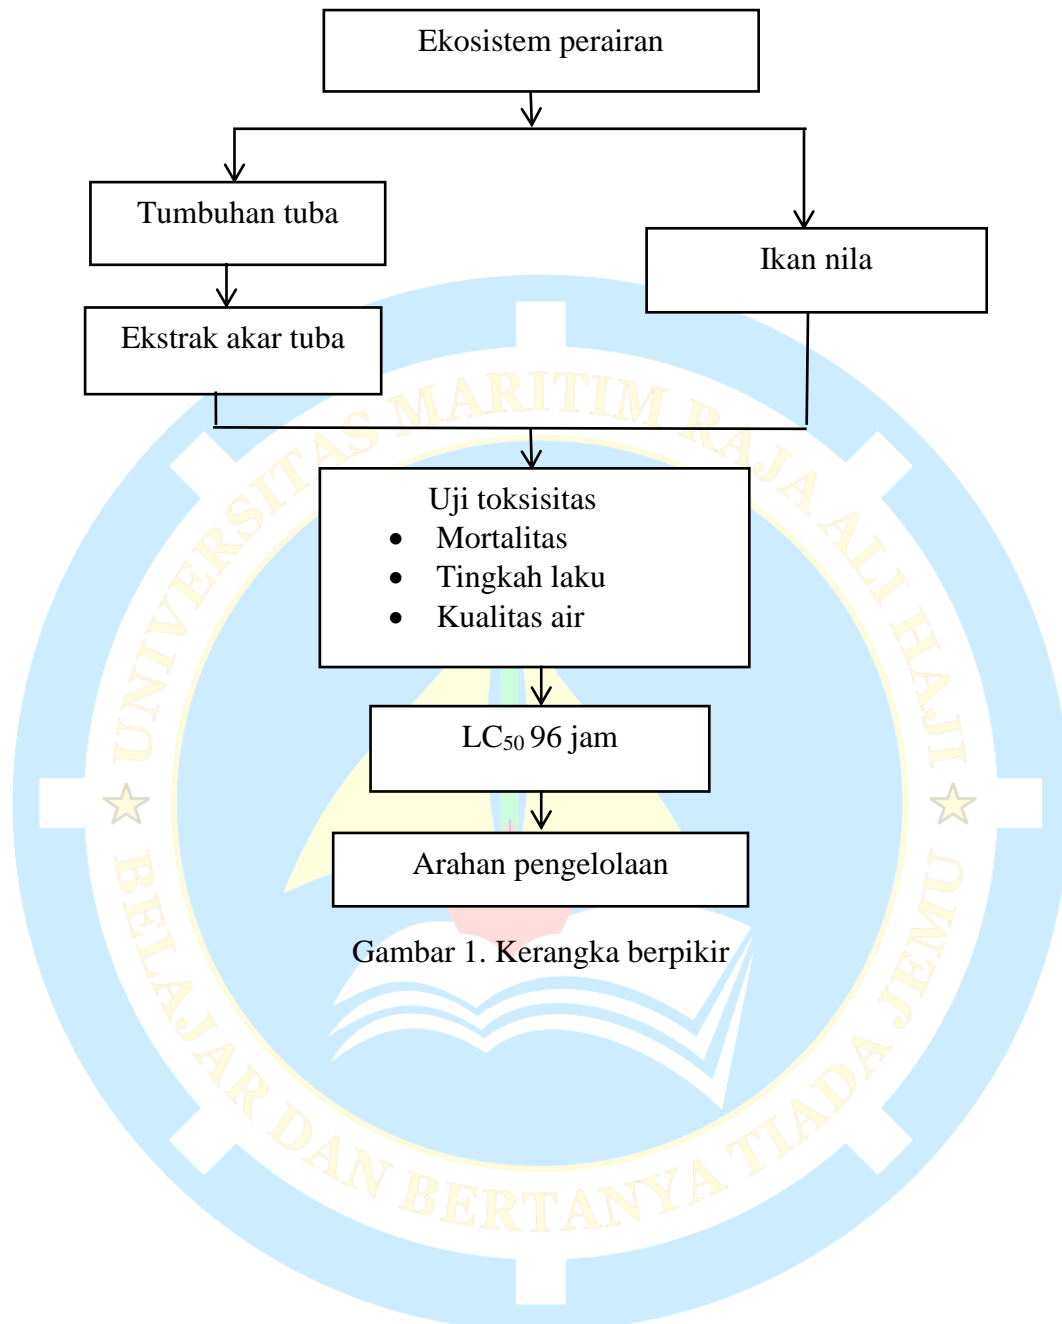 Ekosistem perairan
Tumbuhan tuba
Ikan nila
Ekstrak akar tuba
Uji toksisitas
• Mortalitas
• Tingkah laku
• Kualitas air
LC₅₀ 96 jam
Arahan pengelolaan
Gambar 1. Kerangka berpikir
UNIVERSITAS MARITIM RAJA ALI HAJI
BELAJAR DAN BERTANYA TIADA JEMU